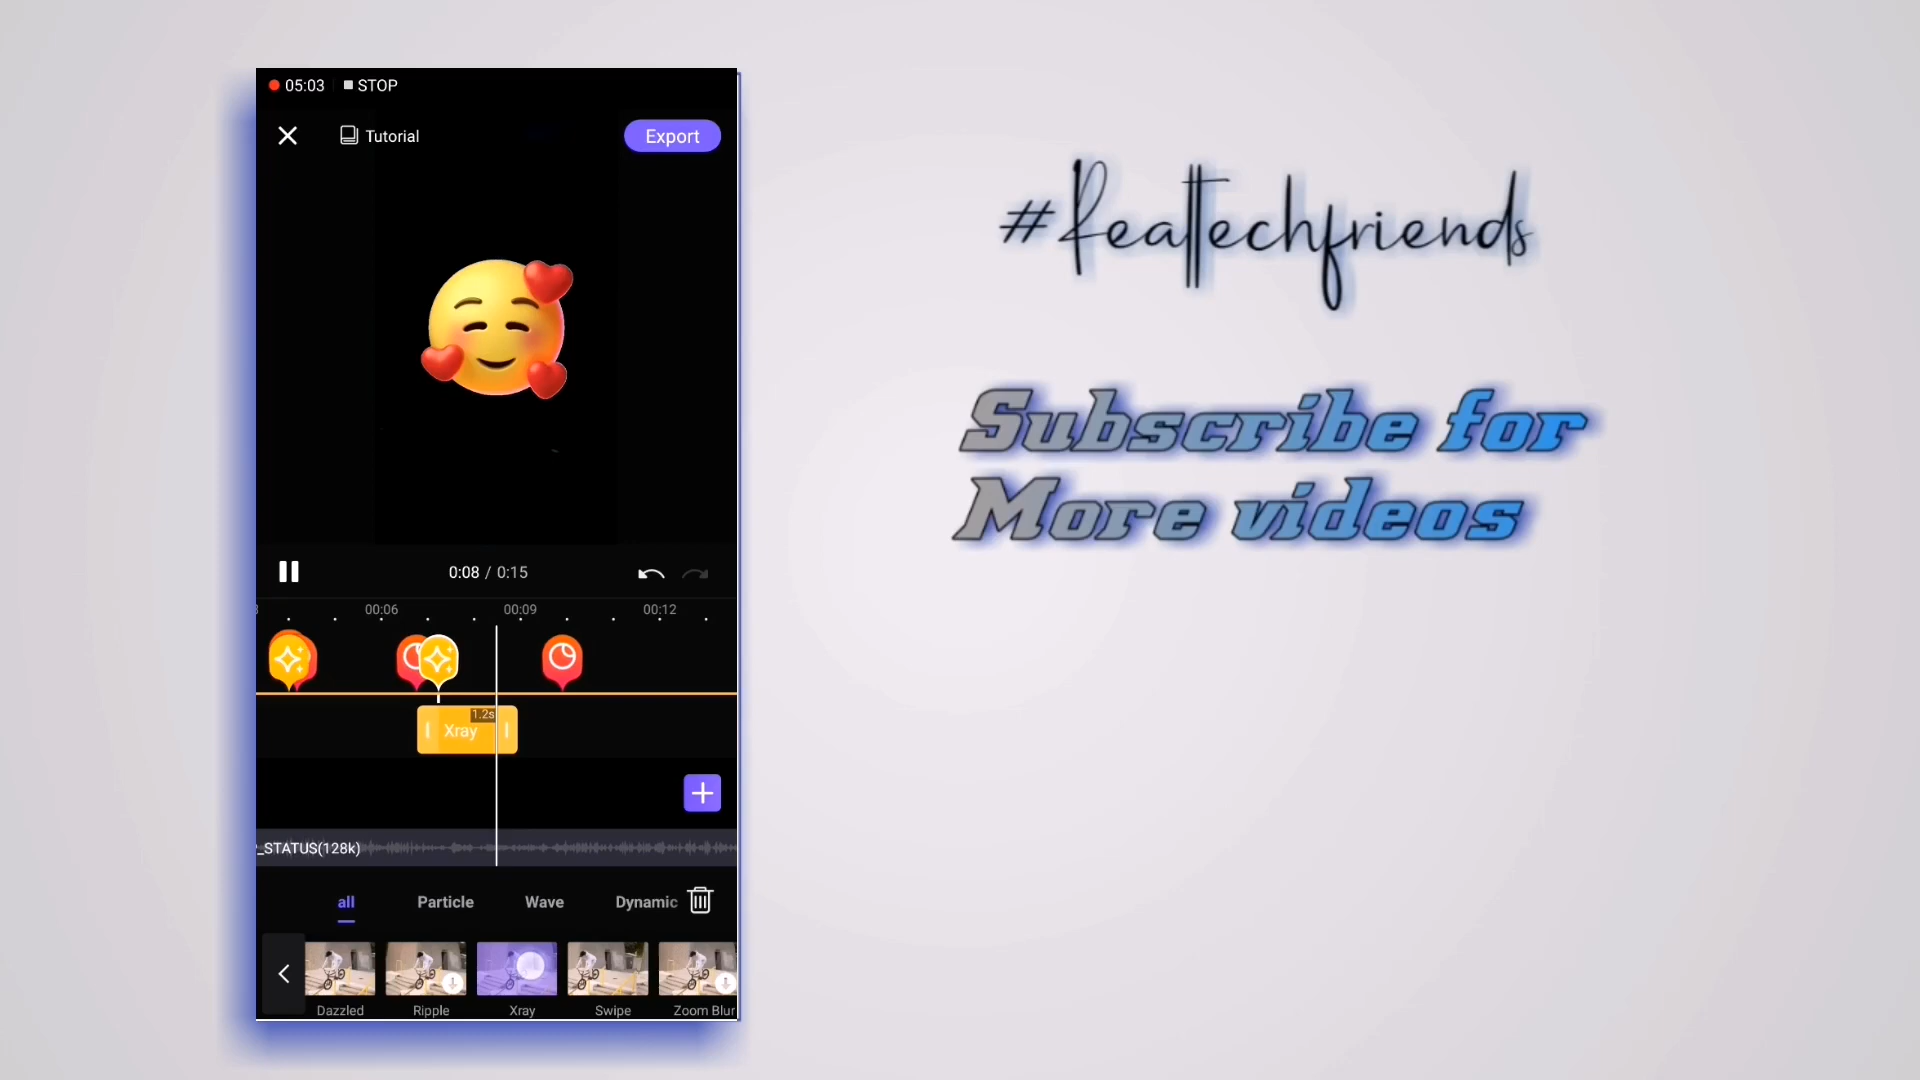 05:03 STOP
Tutorial
Export
0:08 / 0:15
00:06 00:09 00:12
1.2s
Xray
_STATUS(128k)
all Particle Wave Dynamic
Dazzled Ripple Xray Swipe Zoom Blur
#Realtechfriends
Subscribe for
More videos